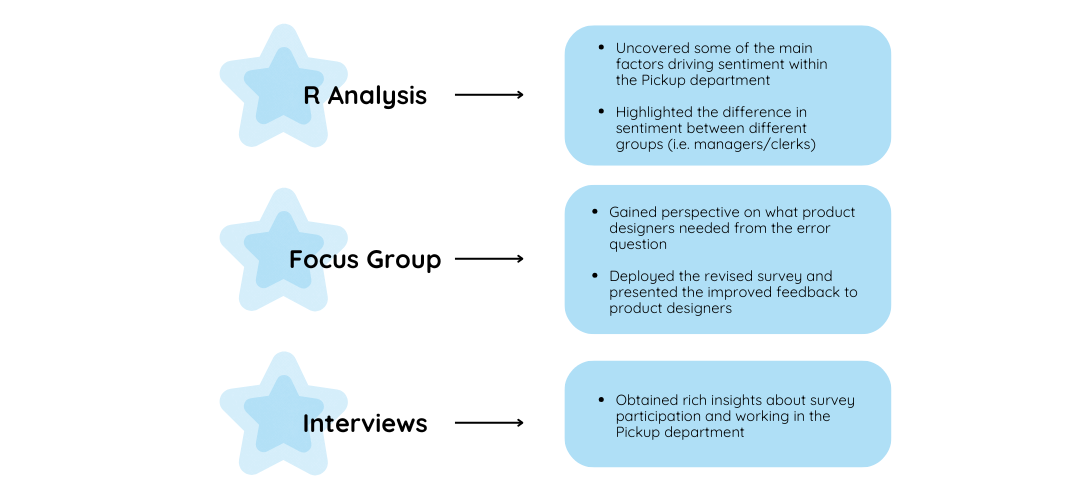 R Analysis
• Uncovered some of the main
factors driving sentiment within
the Pickup department
• Highlighted the difference in
sentiment between different
groups (i.e. managers/clerks)
Focus Group
• Gained perspective on what product
designers needed from the error
question
• Deployed the revised survey and
presented the improved feedback to
product designers
Interviews
• Obtained rich insights about survey
participation and working in the
Pickup department